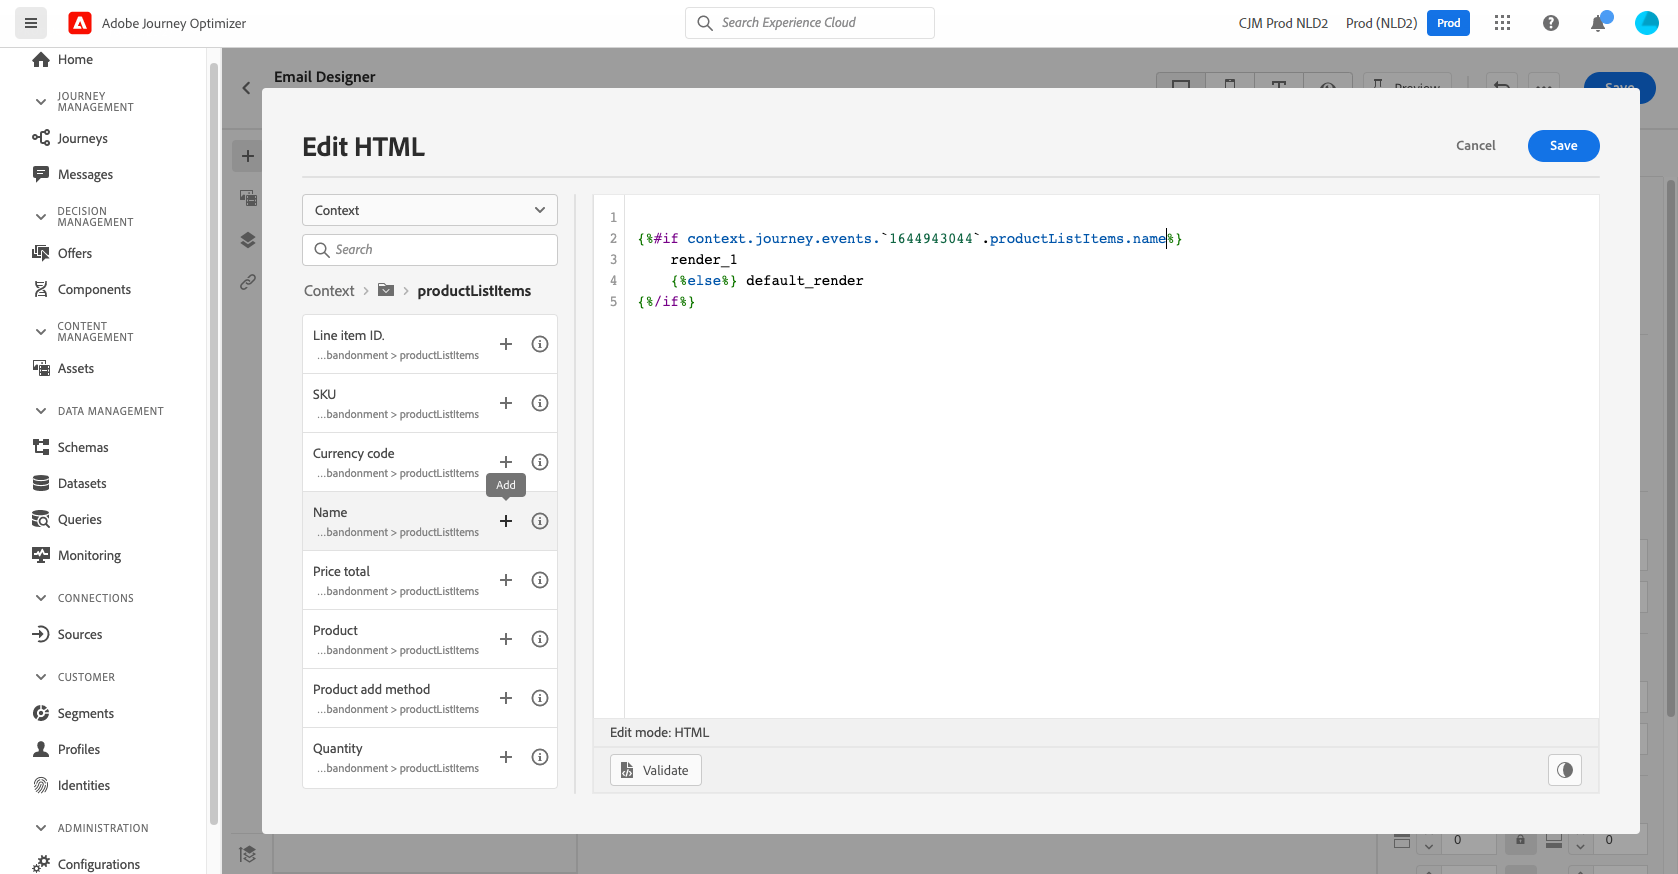 Adobe Journey Optimizer
Search Experience Cloud
CJM Prod NLD2
Prod (NLD2)
Prod
Home
JOURNEY
MANAGEMENT
Journeys
Messages
DECISION
MANAGEMENT
Offers
Components
CONTENT
MANAGEMENT
Assets
DATA MANAGEMENT
Schemas
Datasets
Queries
Monitoring
CONNECTIONS
Sources
CUSTOMER
Segments
Profiles
Identities
ADMINISTRATION
Configurations
Email Designer
Preview
Save
Edit HTML
Cancel
Save
Context
Search
Context > > productListItems
Line item ID.
...bandonment > productListItems
SKU
...bandonment > productListItems
Currency code
...bandonment > productListItems
Add
Name
...bandonment > productListItems
Price total
...bandonment > productListItems
Product
...bandonment > productListItems
Product add method
...bandonment > productListItems
Quantity
...bandonment > productListItems
1
2 {%#if context.journey.events.`1644943044`.productListItems.name%}
3 render_1
4 {%else%} default_render
5 {%/if%}
Edit mode: HTML
Validate
0
0